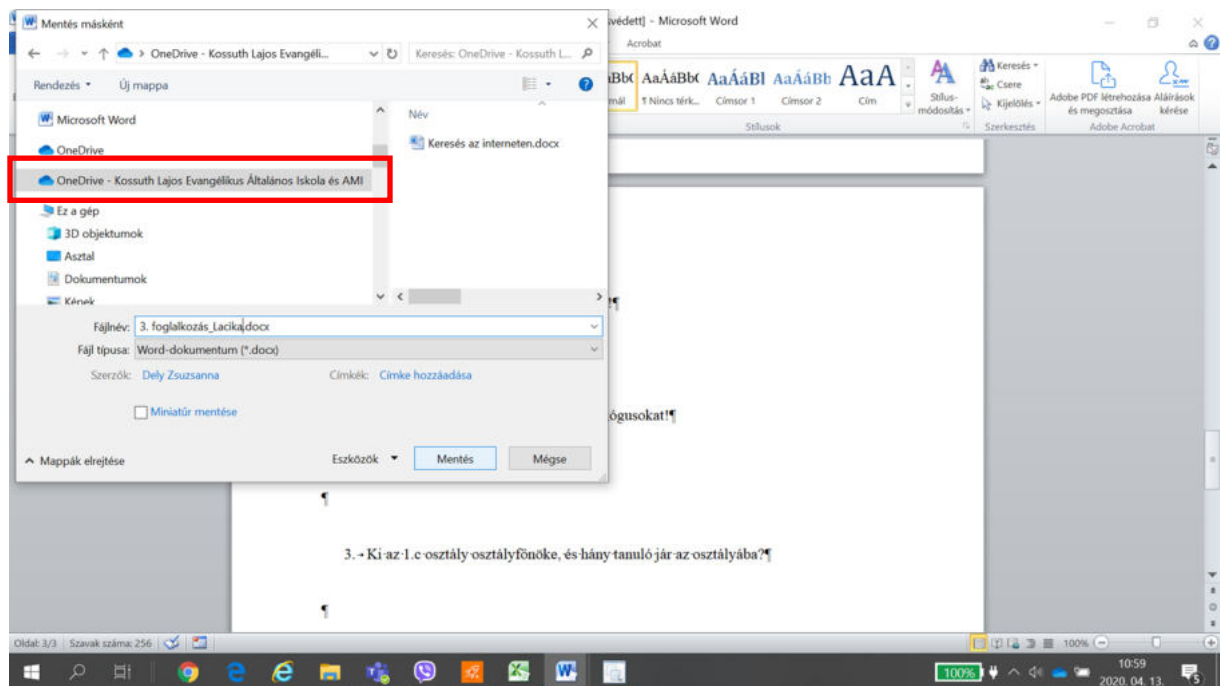 Mentés másként
OneDrive - Kossuth Lajos Evangéli...
Keresés: OneDrive - Kossuth L...
Rendezés
Új mappa
Microsoft Word
OneDrive
OneDrive - Kossuth Lajos Evangélikus Általános Iskola és AMI
Ez a gép
3D objektumok
Asztal
Dokumentumok
Képek
Név
Keresés az interneten.docx
Fájlnév: 3. foglalkozás_Lacika.docx
Fájl típusa: Word-dokumentum (*.docx)
Szerzők: Dely Zsuzsanna
Címkék: Címke hozzáadása
Miniatűr mentése
Mappák elrejtése
Eszközök
Mentés
Mégse
védett] - Microsoft Word
Acrobat
AaÁáBbC AaÁáBl AaÁáBb AaA
¶ Nincs térk... Címsor 1 Címsor 2 Cím
Stílus-
módosítás
Stílusok
Keresés
Csere
Kijelölés
Szerkesztés
Adobe PDF létrehozása
és megosztása
Aláírások
kérése
Adobe Acrobat
!¶
ógusokat!¶
¶
3.→Ki·az·1.c·osztály·osztályfőnöke,·és·hány·tanuló·jár·az·osztályába?¶
¶
Oldal: 3/3 Szavak száma: 256
100%
100%
10:59
2020. 04. 13.
5